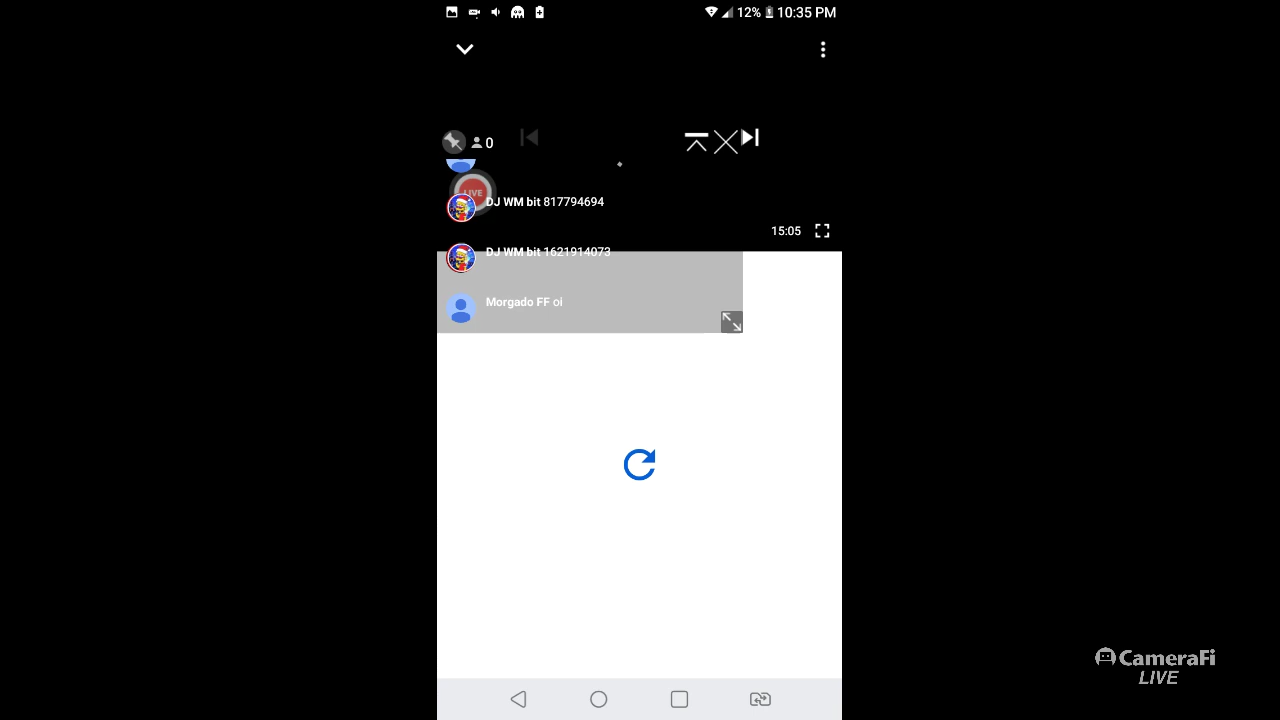 12% 10:35 PM
0
LIVE
DJ WM bit 817794694
15:05
DJ WM bit 1621914073
Morgado FF oi
CameraFi
LIVE